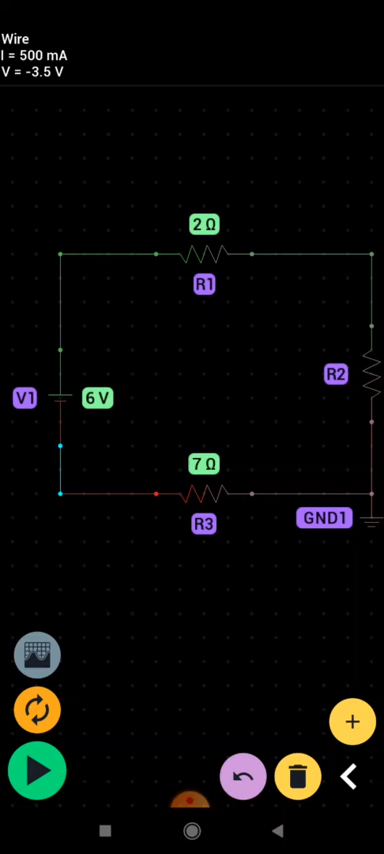 Wire
I = 500 mA
V = -3.5 V
2 Ω
R1
R2
V1
6 V
7 Ω
R3
GND1
+